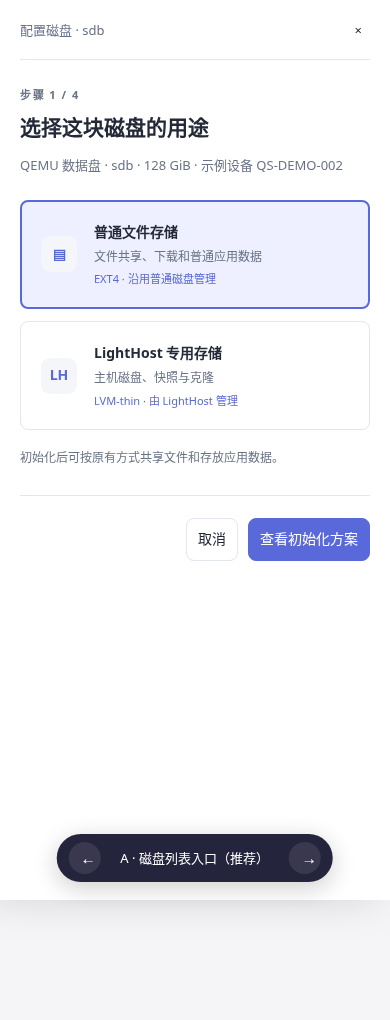 配置磁盘 · sdb
×
步骤 1 / 4
选择这块磁盘的用途
QEMU 数据盘 · sdb · 128 GiB · 示例设备 QS-DEMO-002
普通文件存储
文件共享、下载和普通应用数据
EXT4 · 沿用普通磁盘管理
LH
LightHost 专用存储
主机磁盘、快照与克隆
LVM-thin · 由 LightHost 管理
初始化后可按原有方式共享文件和存放应用数据。
取消
查看初始化方案
← A · 磁盘列表入口（推荐） →